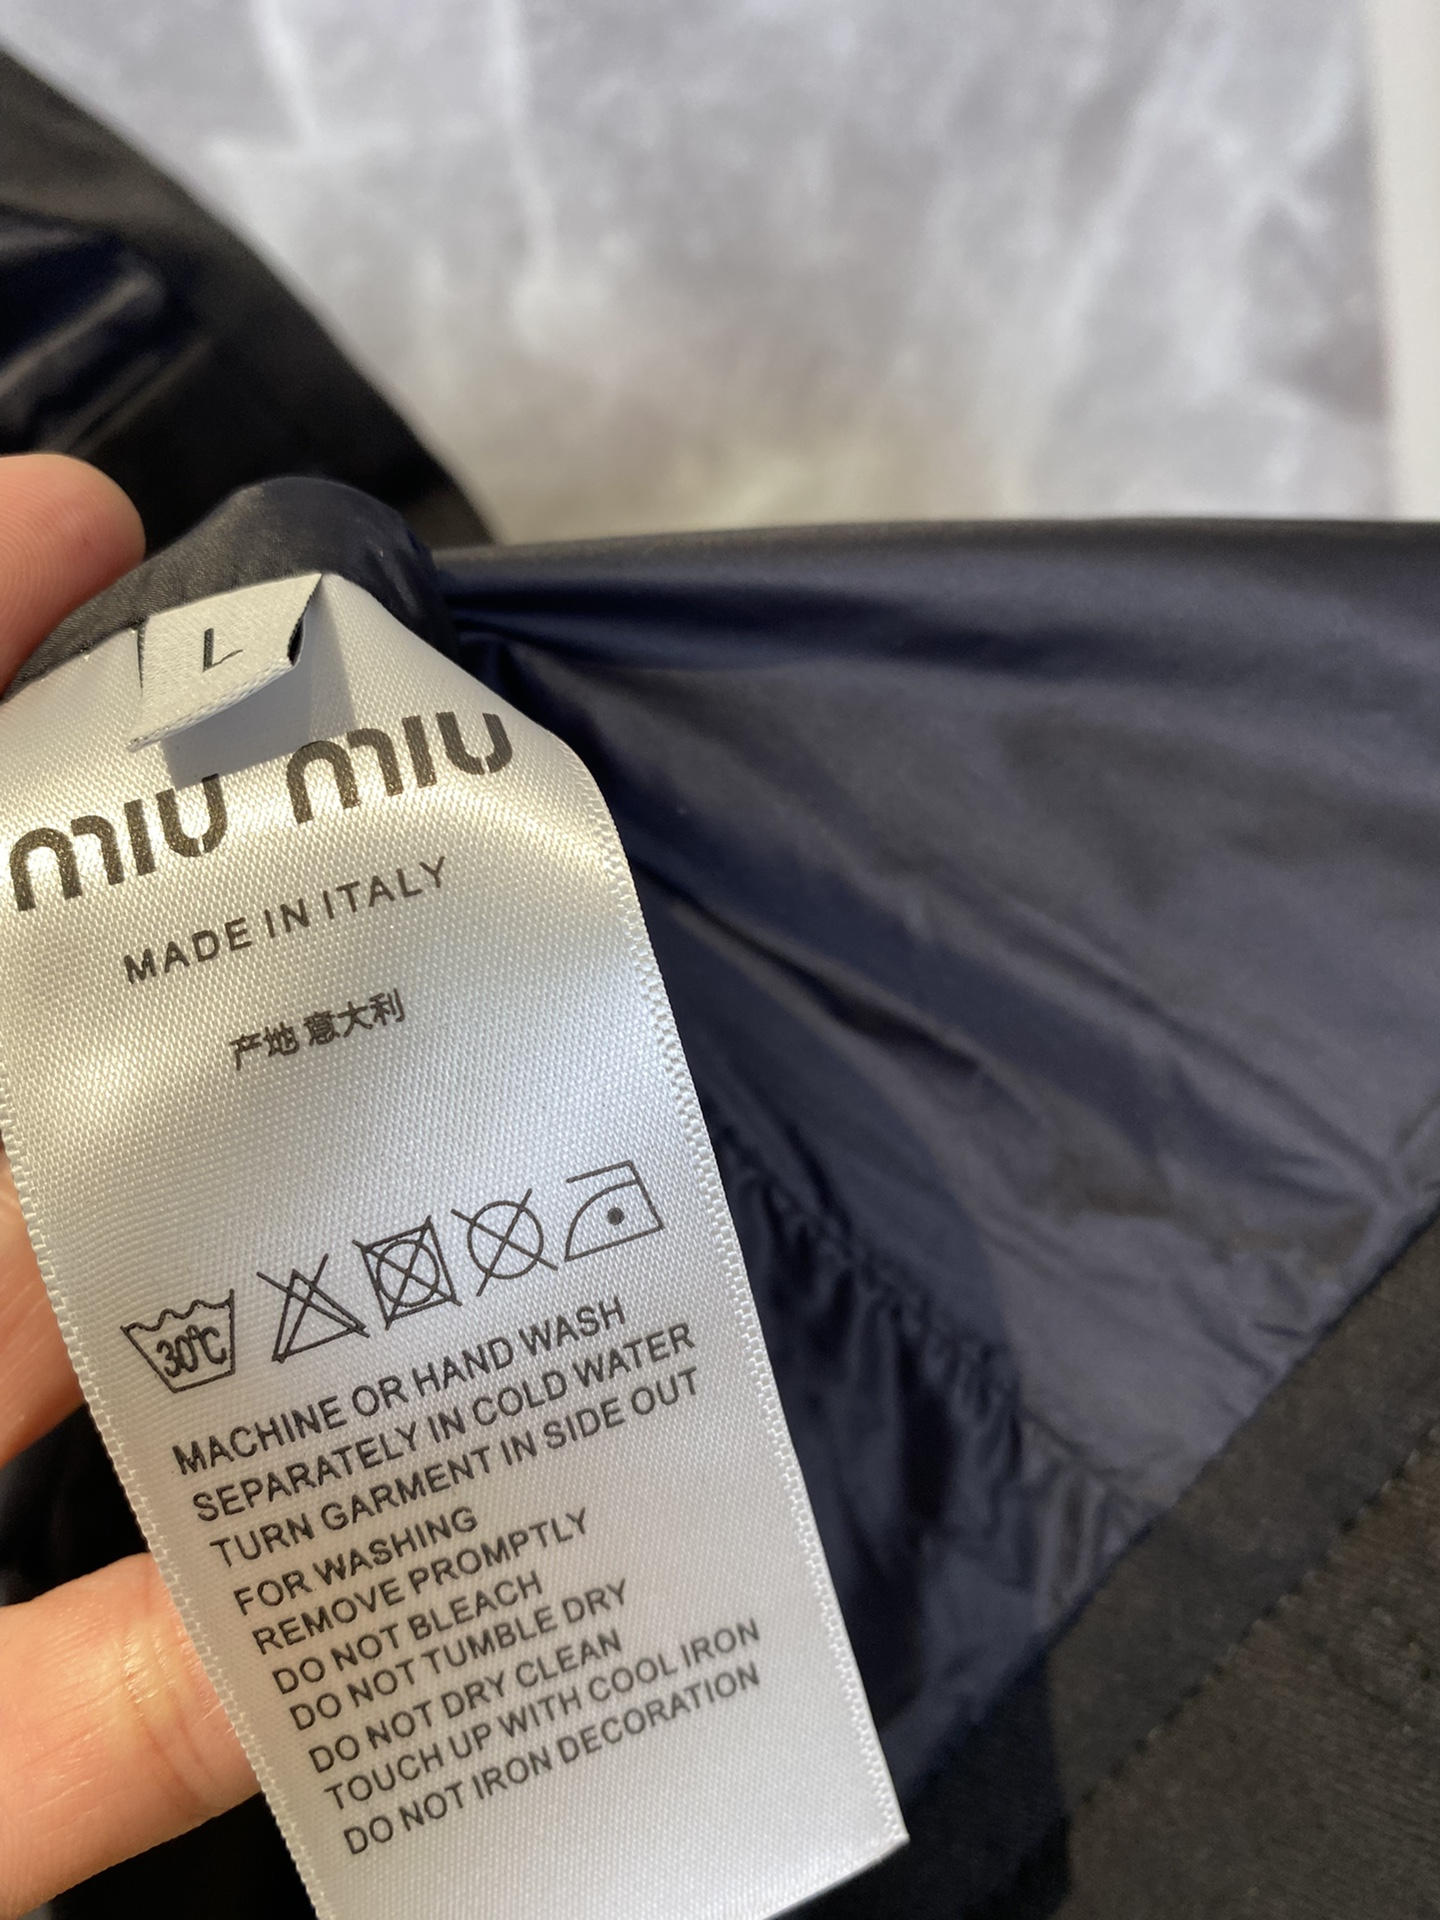 L
miu miu
MADE IN ITALY
产地 意大利
30℃
MACHINE OR HAND WASH
SEPARATELY IN COLD WATER
TURN GARMENT IN SIDE OUT
FOR WASHING
REMOVE PROMPTLY
DO NOT BLEACH
DO NOT TUMBLE DRY
DO NOT DRY CLEAN
TOUCH UP WITH COOL IRON
DO NOT IRON DECORATION